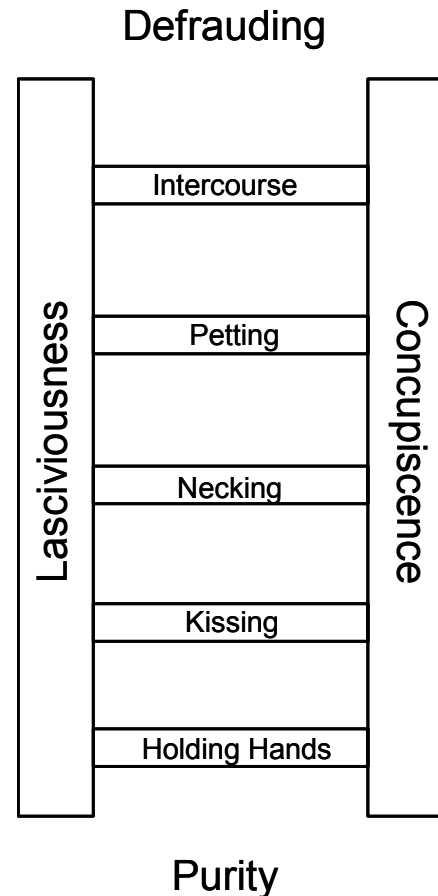 Defrauding
Intercourse
Petting
Necking
Kissing
Holding Hands
Lasciviousness
Concupiscence
Purity